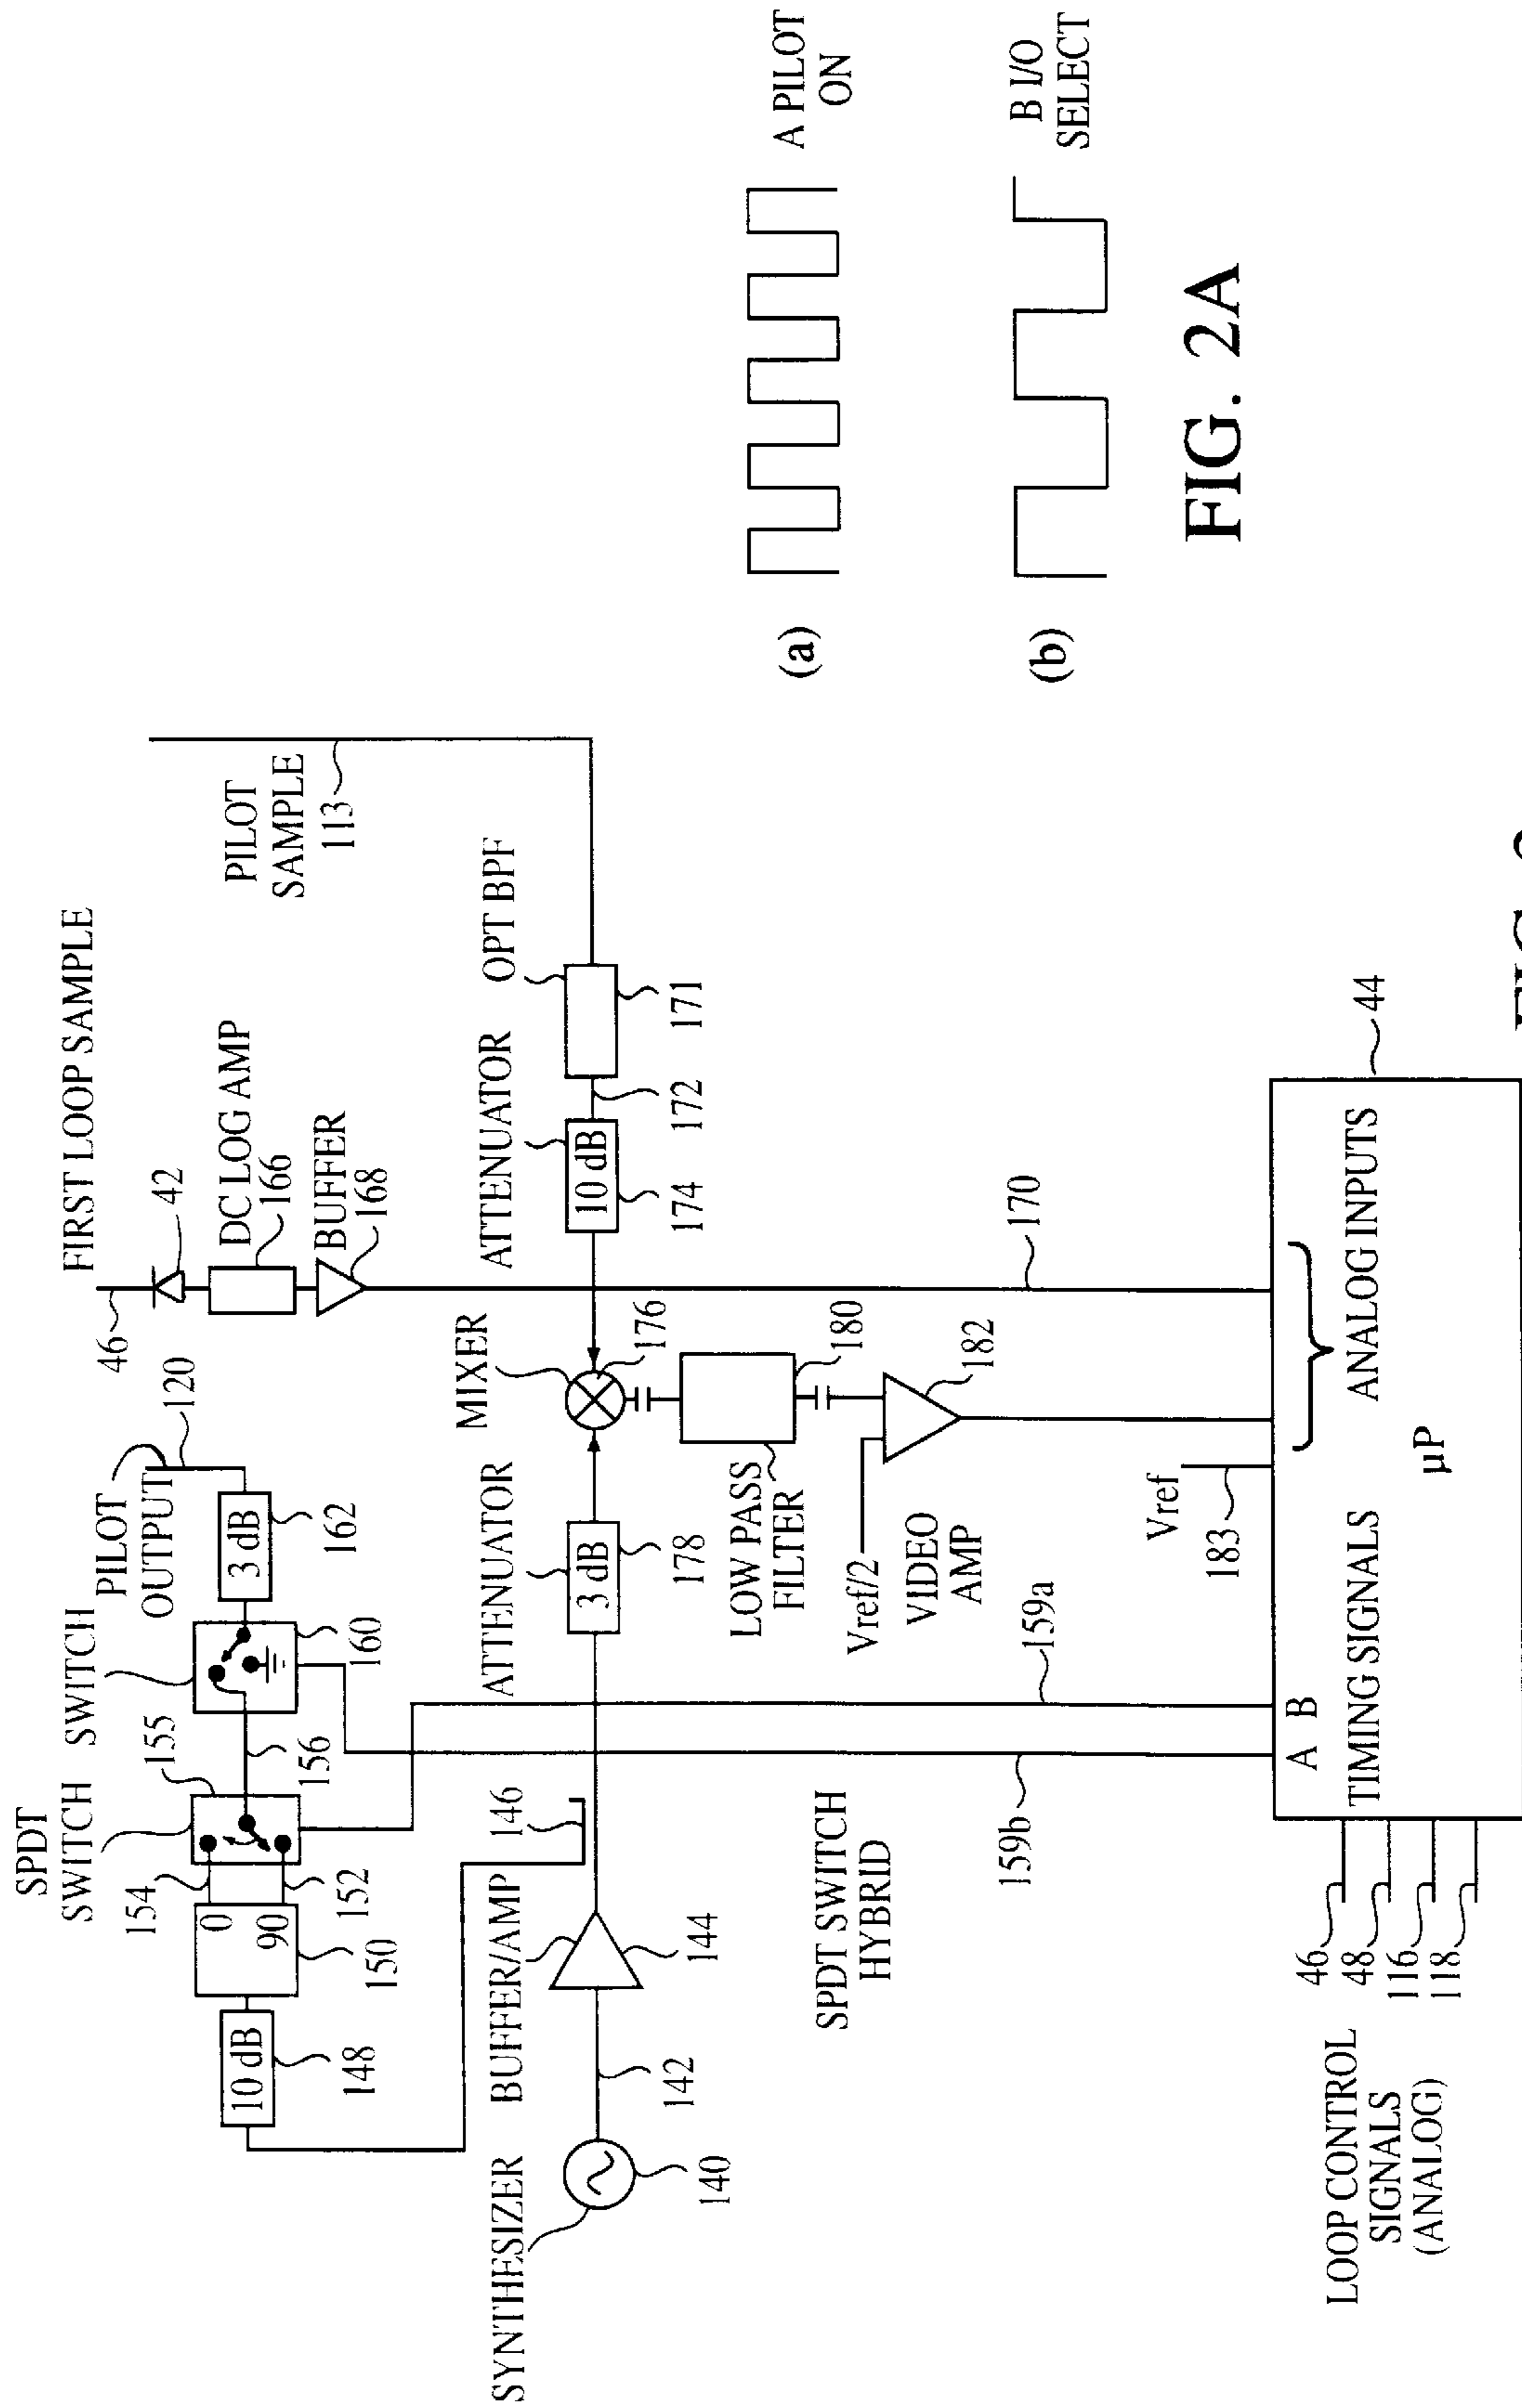 SPDT
SWITCH
SWITCH
PILOT
OUTPUT
120
46
FIRST LOOP SAMPLE
42
DC LOG AMP
166
BUFFER
168
PILOT
SAMPLE
113
10 dB
148
0
90
150
154
152
155
156
160
3 dB
162
SYNTHESIZER
140
142
BUFFER/AMP
144
146
ATTENUATOR
3 dB
178
MIXER
176
ATTENUATOR
10 dB
174
172
OPT BPF
171
LOW PASS
FILTER
180
Vref/2
VIDEO
AMP
182
SPDT SWITCH
HYBRID
159b
159a
Vref
183
170
44
A
B
TIMING SIGNALS
µP
ANALOG INPUTS
46
48
116
118
LOOP CONTROL
SIGNALS
(ANALOG)
(a)
A PILOT
ON
(b)
B I/O
SELECT
FIG. 2A